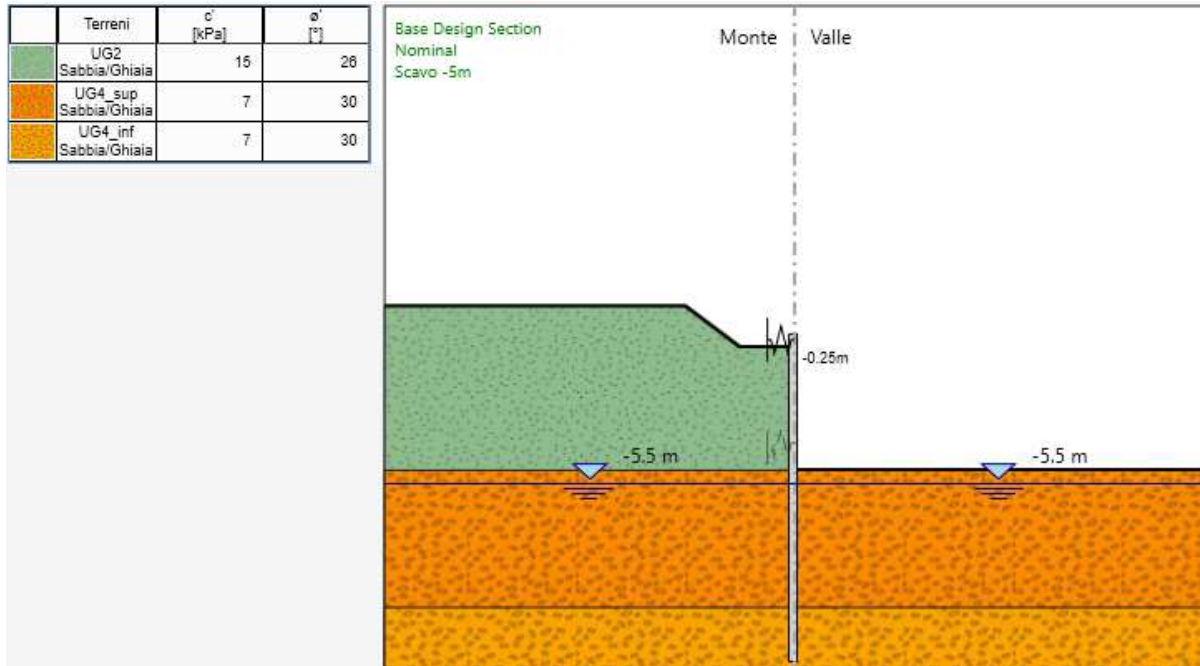 Terreni c' ø'
[kPa] [°]
UG2
Sabbia/Ghiaia 15 26
UG4_sup
Sabbia/Ghiaia 7 30
UG4_inf
Sabbia/Ghiaia 7 30
Base Design Section
Nominal
Scavo -5m
Monte Valle
-0.25m
-5.5 m -5.5 m